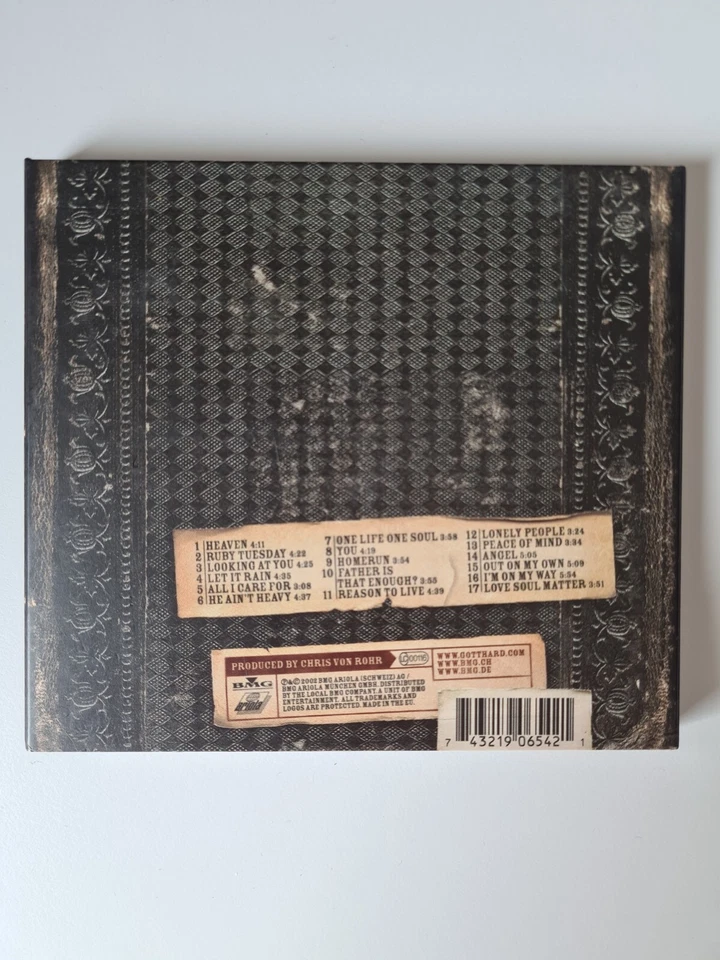 1 HEAVEN 4:11
2 RUBY TUESDAY 4:22
3 LOOKING AT YOU 4:25
4 LET IT RAIN 4:35
5 ALL I CARE FOR 3:08
6 HE AIN'T HEAVY 4:37
7 ONE LIFE ONE SOUL 3:58
8 YOU 4:19
9 HOMERUN 3:54
10 FATHER IS
THAT ENOUGH? 3:53
11 REASON TO LIVE 4:39
12 LONELY PEOPLE 3:24
13 PEACE OF MIND 3:34
14 ANGEL 5:05
15 OUT ON MY OWN 5:09
16 I'M ON MY WAY 5:54
17 LOVE SOUL MATTER 3:51
PRODUCED BY CHRIS VON ROHR
WWW.GOTTHARD.COM
WWW.BMG.CH
WWW.BMG.DE
BMG
℗&© 2002 BMG ARIOLA (SCHWEIZ) AG /
BMG ARIOLA MÜNCHEN GMBH. DISTRIBUTED
BY THE LOCAL BMG COMPANY. A UNIT OF BMG
ENTERTAINMENT. ALL TRADEMARKS AND
LOGOS ARE PROTECTED. MADE IN THE EU.
7 43219 06542 1